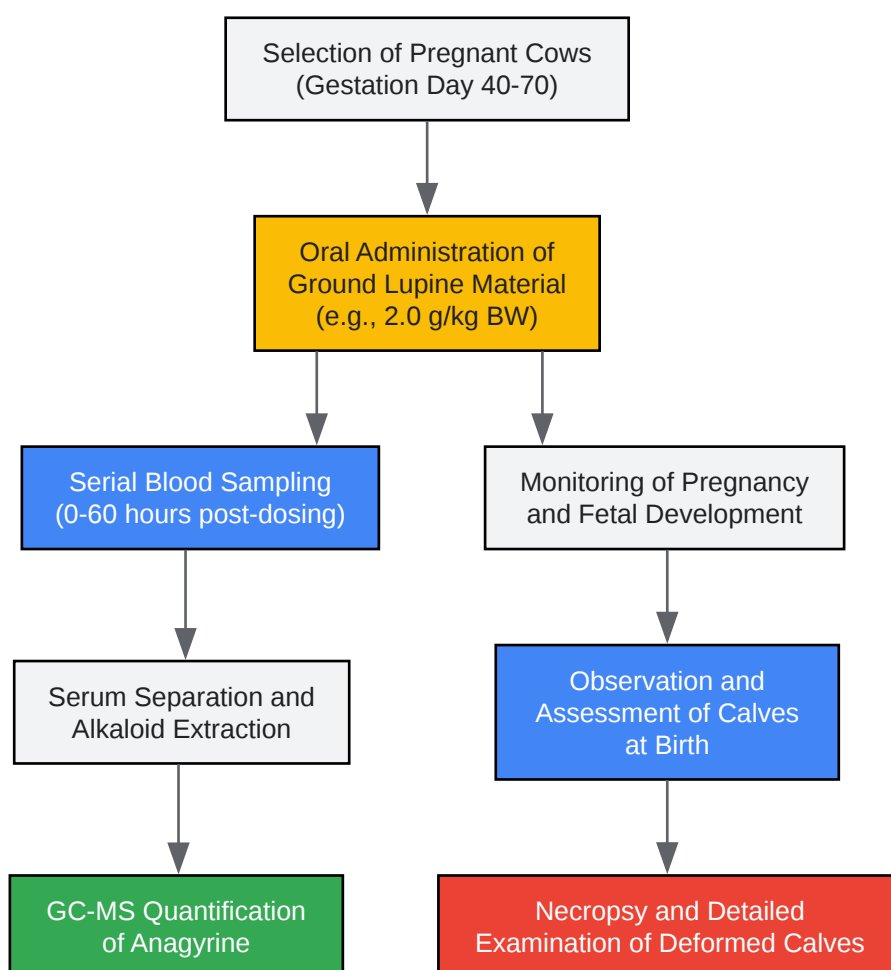 Selection of Pregnant Cows
(Gestation Day 40-70)
Oral Administration of
Ground Lupine Material
(e.g., 2.0 g/kg BW)
Serial Blood Sampling
(0-60 hours post-dosing)
Monitoring of Pregnancy
and Fetal Development
Serum Separation and
Alkaloid Extraction
Observation and
Assessment of Calves
at Birth
GC-MS Quantification
of Anagyrine
Necropsy and Detailed
Examination of Deformed Calves